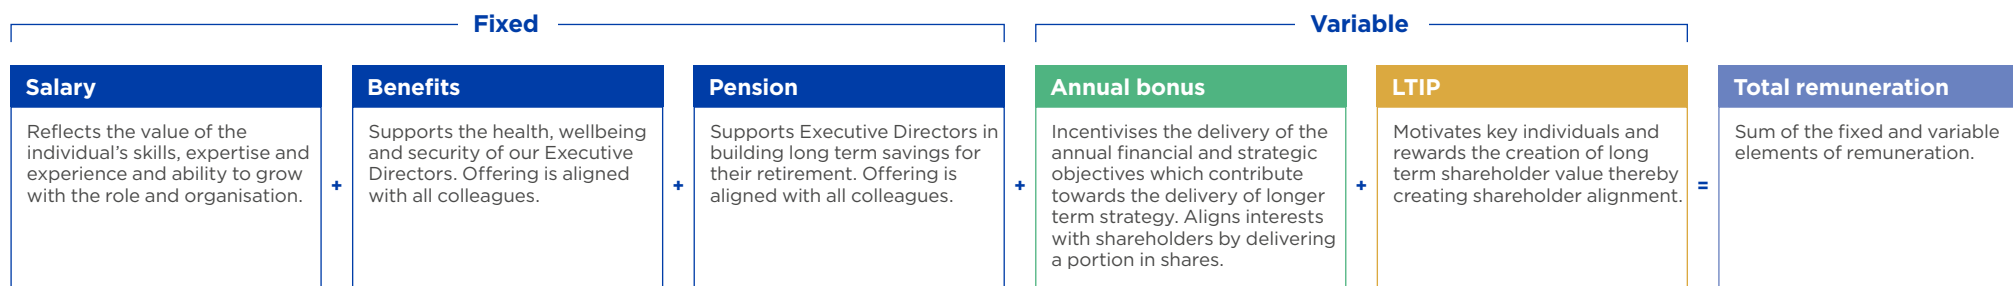 Fixed
Variable
Salary
Reflects the value of the
individual’s skills, expertise and
experience and ability to grow
with the role and organisation.
+
Benefits
Supports the health, wellbeing
and security of our Executive
Directors. Offering is aligned
with all colleagues.
+
Pension
Supports Executive Directors in
building long term savings for
their retirement. Offering is
aligned with all colleagues.
+
Annual bonus
Incentivises the delivery of the
annual financial and strategic
objectives which contribute
towards the delivery of longer
term strategy. Aligns interests
with shareholders by delivering
a portion in shares.
+
LTIP
Motivates key individuals and
rewards the creation of long
term shareholder value thereby
creating shareholder alignment.
=
Total remuneration
Sum of the fixed and variable
elements of remuneration.